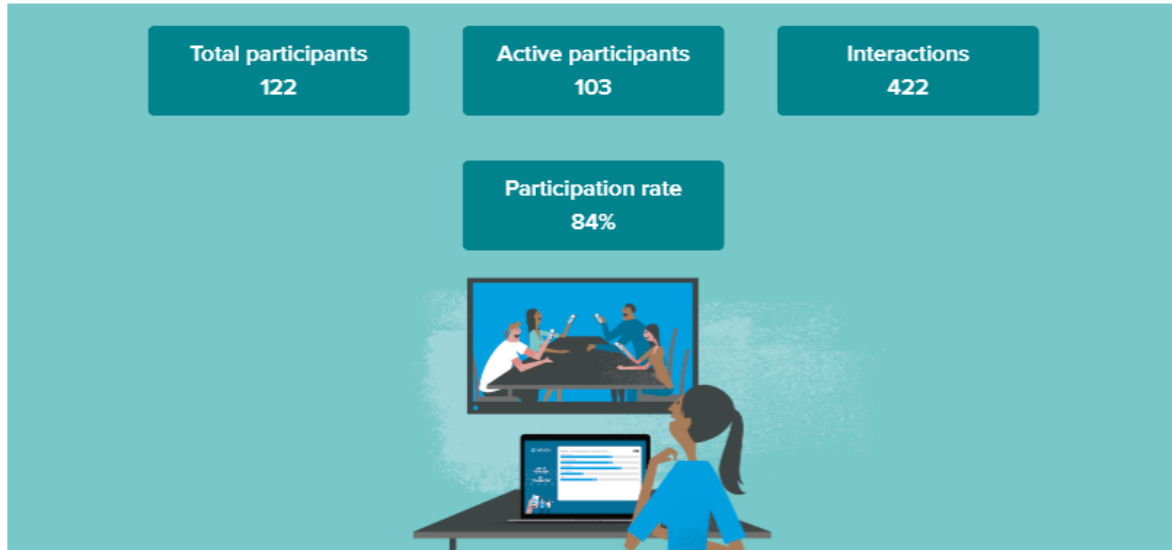 Total participants
122
Active participants
103
Interactions
422
Participation rate
84%